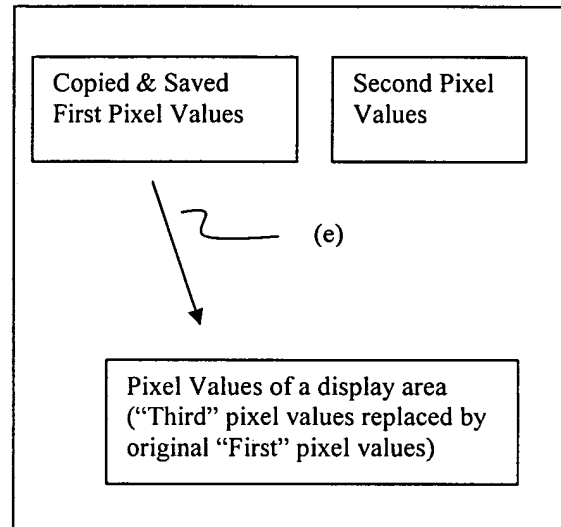 Copied & Saved
First Pixel Values
Second Pixel
Values
(e)
Pixel Values of a display area
(“Third” pixel values replaced by
original “First” pixel values)